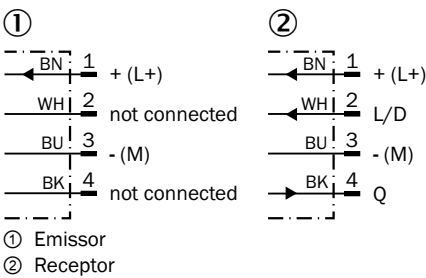 ①
BN 1 + (L+)
WH 2 not connected
BU 3 - (M)
BK 4 not connected
②
BN 1 + (L+)
WH 2 L/D
BU 3 - (M)
BK 4 Q
① Emissor
② Receptor